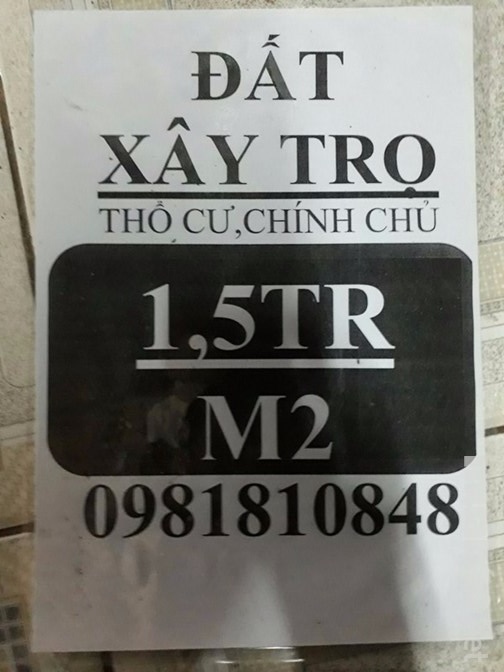 ĐẤT
XÂY TRỌ
THỔ CƯ,CHÍNH CHỦ
1,5TR
M2
0981810848